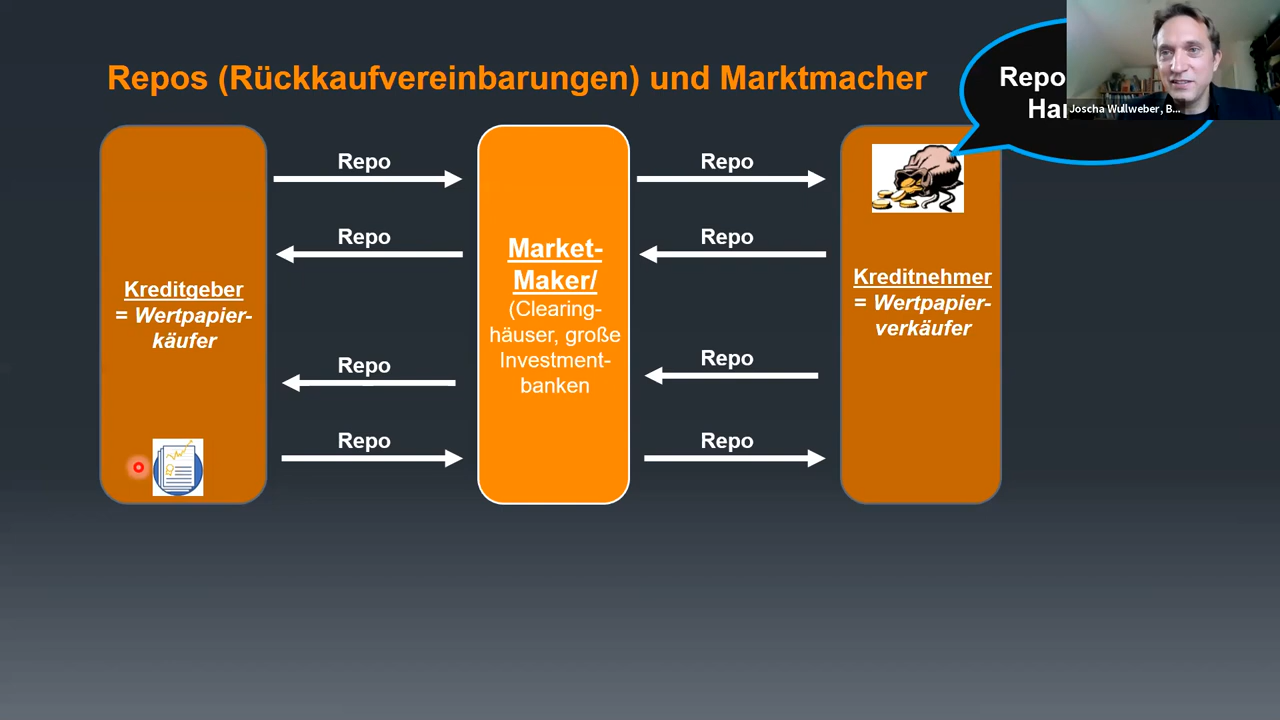 Repos (Rückkaufvereinbarungen) und Marktmacher
Repo
Joscha Wullweber, B...
Repo
Repo
Repo
Repo
Market-
Maker/
(Clearing-
häuser, große
Investment-
banken
Kreditgeber
= Wertpapier-
käufer
Kreditnehmer
= Wertpapier-
verkäufer
Repo
Repo
Repo
Repo